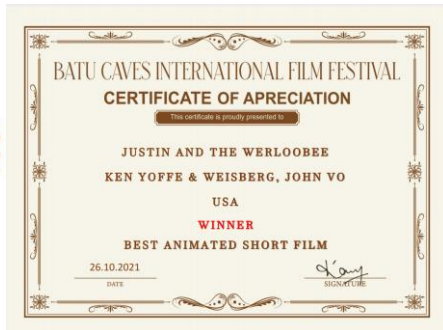 BATU CAVES INTERNATIONAL FILM FESTIVAL
CERTIFICATE OF APRECIATION
This certificate is proudly presented to
JUSTIN AND THE WERLOOBEE
KEN YOFFE & WEISBERG, JOHN VO
USA
WINNER
BEST ANIMATED SHORT FILM
26.10.2021
DATE
SIGNATURE